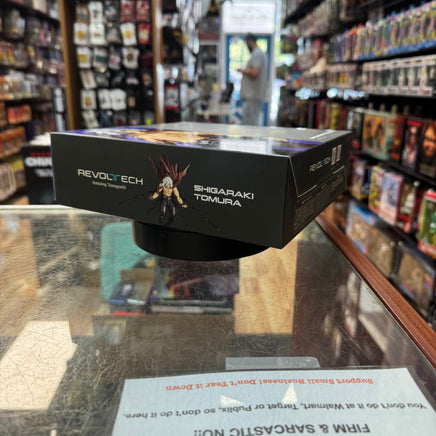 REVOLTECH
Amazing Yamaguchi
SHIGARAKI
TOMURA
REVOLTECH
Support Small Business! Don't Tear it Down.
You don't do it at Walmart, Target or Publix, so don't do it here.
FIRM & SARCASTIC NO!!